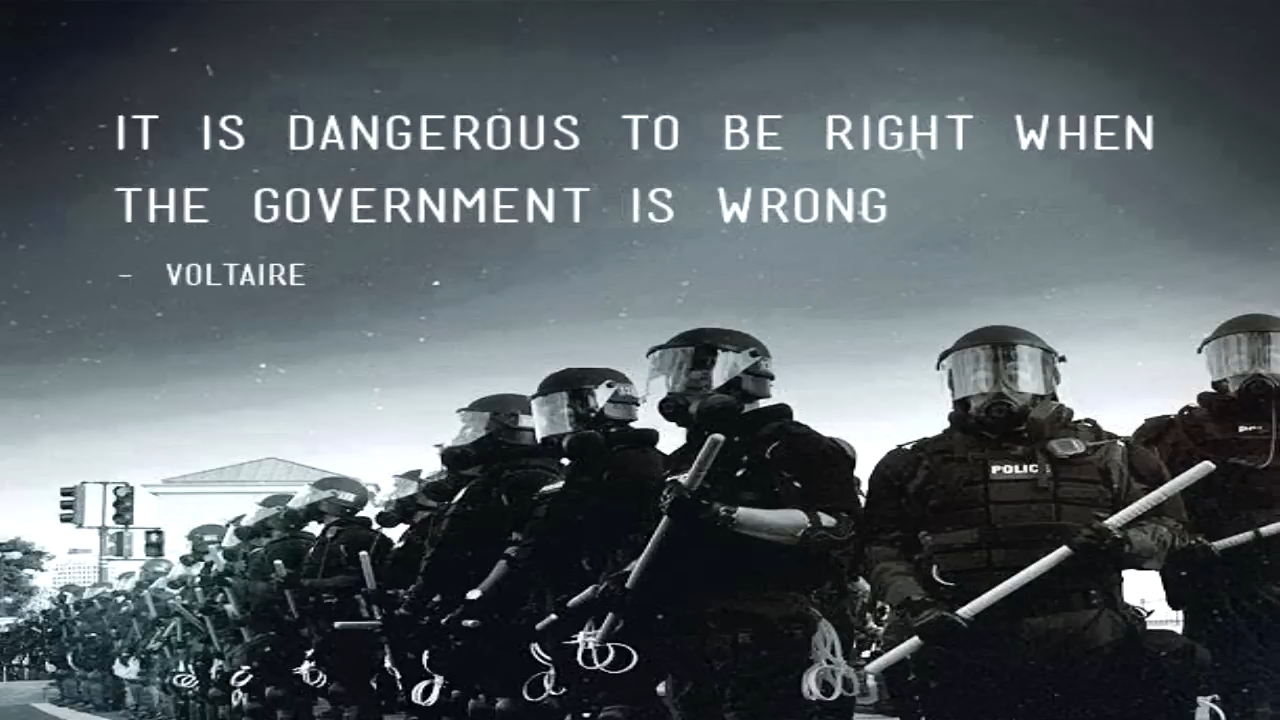 IT IS DANGEROUS TO BE RIGHT WHEN
THE GOVERNMENT IS WRONG
- VOLTAIRE
POLIC